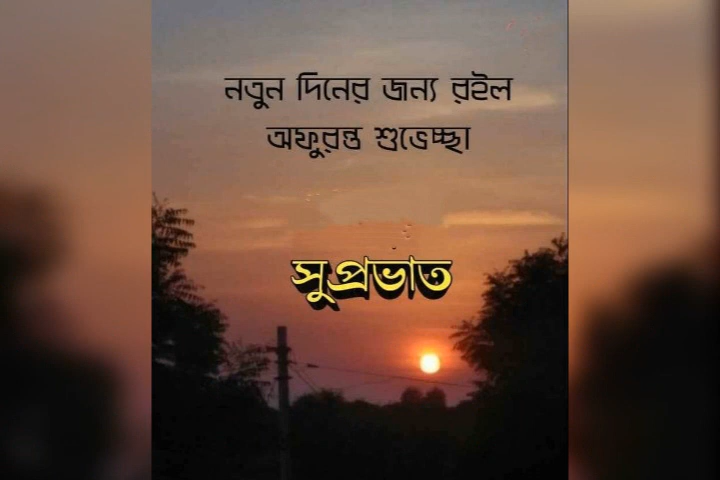 নতুন দিনের জন্য রইল
অফুরন্ত শুভেচ্ছা
সুপ্রভাত